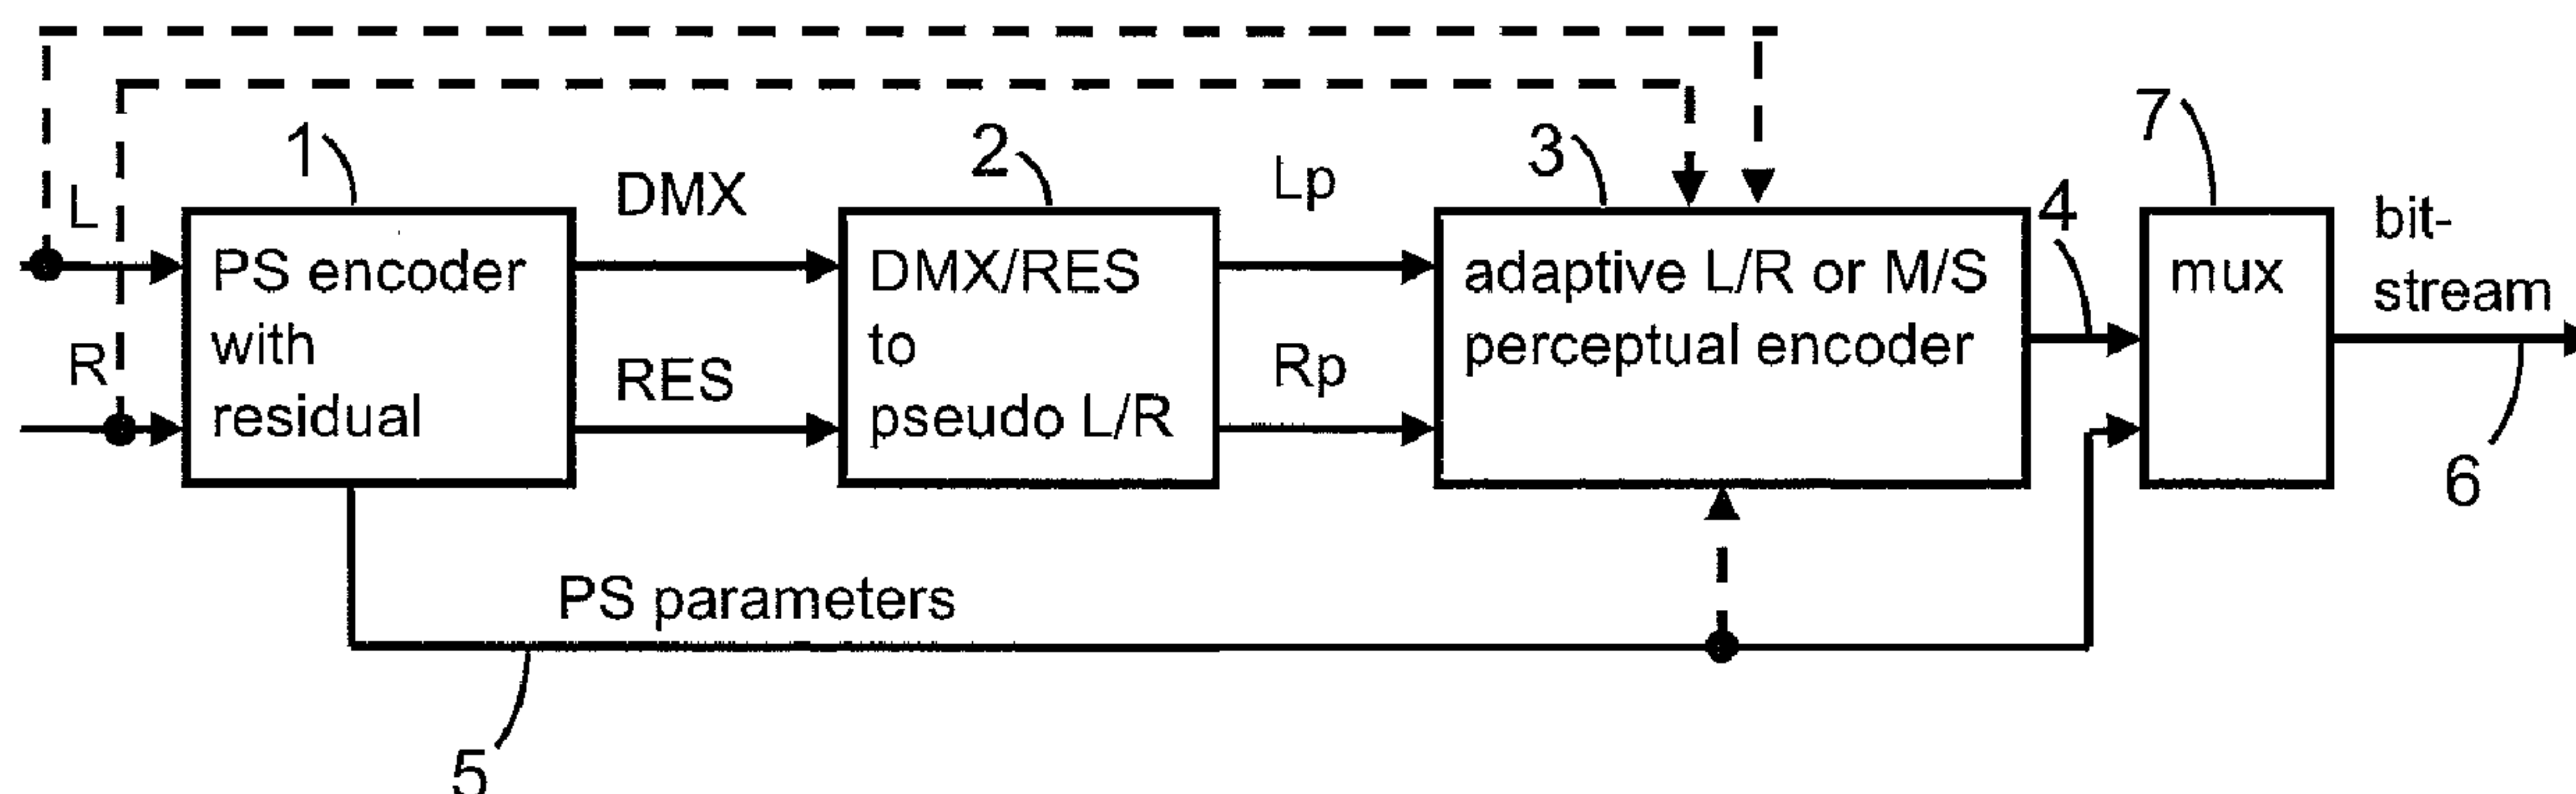 1
2
3
7
L
DMX
Lp
4
bit-
stream
PS encoder
with
residual
DMX/RES
to
pseudo L/R
adaptive L/R or M/S
perceptual encoder
mux
R
RES
Rp
6
PS parameters
5